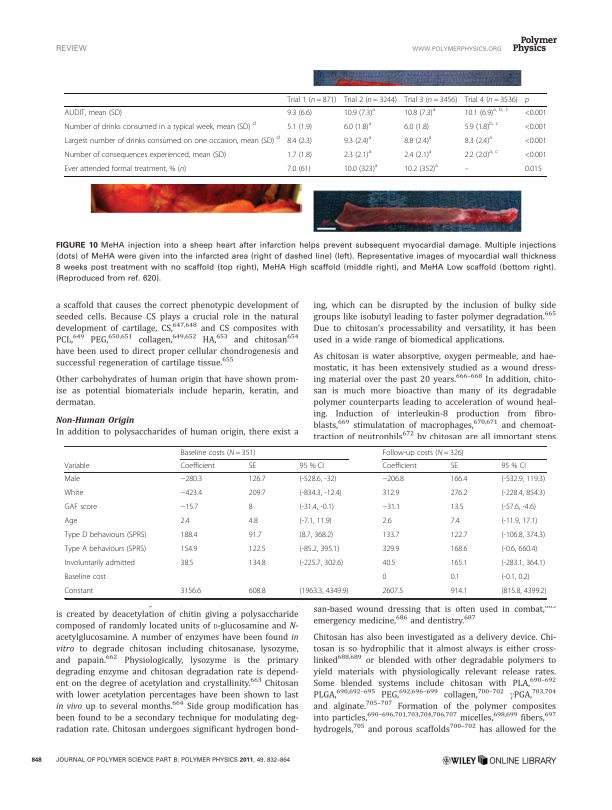 REVIEW
WWW.POLYMERPHYSICS.ORG
Polymer
Physics
Trial 1 (n = 871) Trial 2 (n = 3244) Trial 3 (n = 3456) Trial 4 (n = 3536) p
AUDIT, mean (SD) 9.3 (6.6) 10.9 (7.3)a 10.8 (7.3)a 10.1 (6.9)a, b, c <0.001
Number of drinks consumed in a typical week, mean (SD) d 5.1 (1.9) 6.0 (1.8)a 6.0 (1.8) 5.9 (1.8)b, c <0.001
Largest number of drinks consumed on one occasion, mean (SD) d 8.4 (2.3) 9.3 (2.4)a 8.8 (2.4)a 8.3 (2.4)a <0.001
Number of consequences experienced, mean (SD) 1.7 (1.8) 2.3 (2.1)a 2.4 (2.1)a 2.2 (2.0)a, c <0.001
Ever attended formal treatment, % (n) 7.0 (61) 10.0 (323)a 10.2 (352)a – 0.015
FIGURE 10 MeHA injection into a sheep heart after infarction helps prevent subsequent myocardial damage. Multiple injections
(dots) of MeHA were given into the infarcted area (right of dashed line) (left). Representative images of myocardial wall thickness
8 weeks post treatment with no scaffold (top right), MeHA High scaffold (middle right), and MeHA Low scaffold (bottom right).
(Reproduced from ref. 620).
a scaffold that causes the correct phenotypic development of
seeded cells. Because CS plays a crucial role in the natural
development of cartilage, CS,647,648 and CS composites with
PCL,649 PEG,650,651 collagen,649,652 HA,653 and chitosan654
have been used to direct proper cellular chondrogenesis and
successful regeneration of cartilage tissue.655
Other carbohydrates of human origin that have shown prom-
ise as potential biomaterials include heparin, keratin, and
dermatan.
Non-Human Origin
In addition to polysaccharides of human origin, there exist a
ing, which can be disrupted by the inclusion of bulky side
groups like isobutyl leading to faster polymer degradation.665
Due to chitosan's processability and versatility, it has been
used in a wide range of biomedical applications.
As chitosan is water absorptive, oxygen permeable, and hae-
mostatic, it has been extensively studied as a wound dress-
ing material over the past 20 years.666–668 In addition, chito-
san is much more bioactive than many of its degradable
polymer counterparts leading to acceleration of wound heal-
ing. Induction of interleukin-8 production from fibro-
blasts,669 stimulatation of macrophages,670,671 and chemoat-
traction of neutrophils672 by chitosan are all important steps
Baseline costs (N = 351) Follow-up costs (N = 326)
Variable Coefficient SE 95 % CI Coefficient SE 95 % CI
Male −280.3 126.7 (-528.6, -32) −206.8 166.4 (-532.9, 119.3)
White −423.4 209.7 (-834.3, -12.4) 312.9 276.2 (-228.4, 854.3)
GAF score −15.7 8 (-31.4, -0.1) −31.1 13.5 (-57.6, -4.6)
Age 2.4 4.8 (-7.1, 11.9) 2.6 7.4 (-11.9, 17.1)
Type D behaviours (SPRS) 188.4 91.7 (8.7, 368.2) 133.7 122.7 (-106.8, 374.3)
Type A behaviours (SPRS) 154.9 122.5 (-85.2, 395.1) 329.9 168.6 (-0.6, 660.4)
Involuntarily admitted 38.5 134.8 (-225.7, 302.6) 40.5 165.1 (-283.1, 364.1)
Baseline cost 0 0.1 (-0.1, 0.2)
Constant 3156.6 608.8 (1963.3, 4349.9) 2607.5 914.1 (815.8, 4399.2)
is created by deacetylation of chitin giving a polysaccharide
composed of randomly located units of D-glucosamine and N-
acetylglucosamine. A number of enzymes have been found in
vitro to degrade chitosan including chitosanase, lysozyme,
and papain.662 Physiologically, lysozyme is the primary
degrading enzyme and chitosan degradation rate is depend-
ent on the degree of acetylation and crystallinity.663 Chitosan
with lower acetylation percentages have been shown to last
in vivo up to several months.664 Side group modification has
been found to be a secondary technique for modulating deg-
radation rate. Chitosan undergoes significant hydrogen bond-
san-based wound dressing that is often used in combat,
emergency medicine,686 and dentistry.687
Chitosan has also been investigated as a delivery device. Chi-
tosan is so hydrophilic that it almost always is either cross-
linked688,689 or blended with other degradable polymers to
yield materials with physiologically relevant release rates.
Some blended systems include chitosan with PLA,690–692
PLGA,690,692–695 PEG,692,696–699 collagen,700–702 γPGA,703,704
and alginate.705–707 Formation of the polymer composites
into particles,690–696,701,703,704,706,707 micelles,698,699 fibers,697
hydrogels,705 and porous scaffolds700–702 has allowed for the
848 JOURNAL OF POLYMER SCIENCE PART B: POLYMER PHYSICS 2011, 49, 832–864
WILEY ONLINE LIBRARY